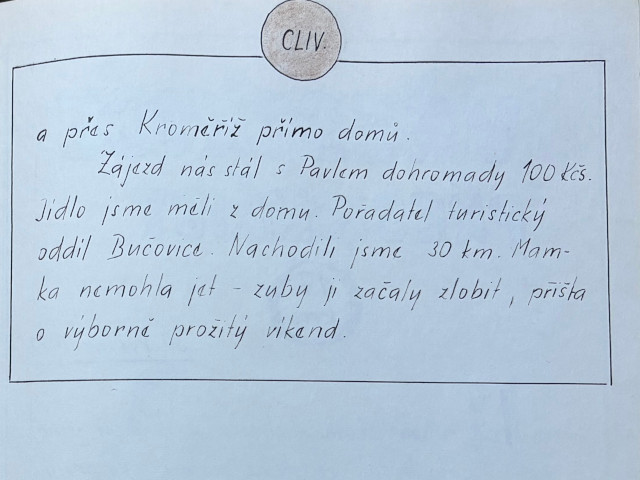 CLIV.
a přes Kroměříž přímo domů.
Zájezd nás stál s Pavlem dohromady 100 Kčs.
Jídlo jsme měli z domu. Pořadatel turistický
oddíl Bučovice. Nachodili jsme 30 km. Mam-
ka nemohla jet - zuby ji začaly zlobit, přišla
o výborně prožitý víkend.